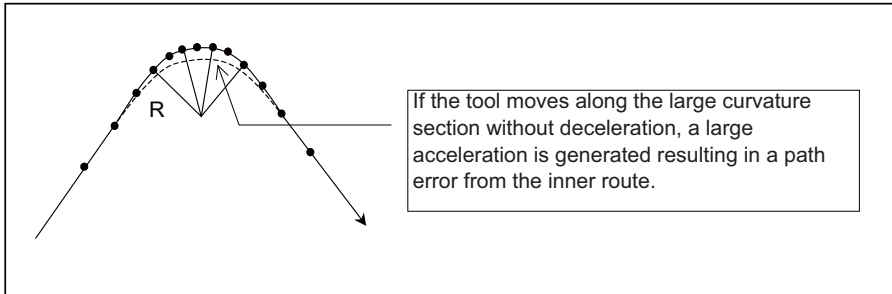 R
If the tool moves along the large curvature
section without deceleration, a large
acceleration is generated resulting in a path
error from the inner route.